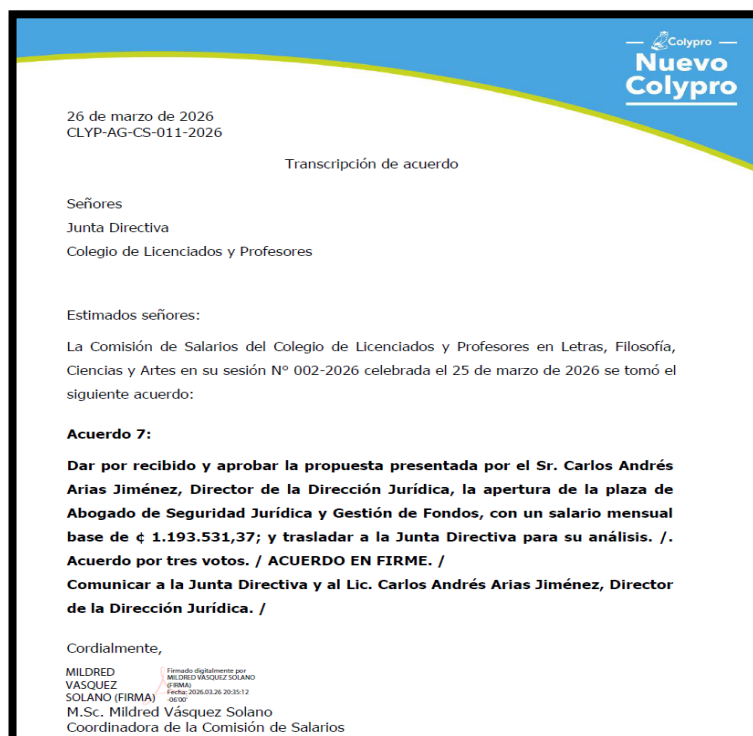 Colypro
Nuevo
Colypro
26 de marzo de 2026
CLYP-AG-CS-011-2026
Transcripción de acuerdo
Señores
Junta Directiva
Colegio de Licenciados y Profesores
Estimados señores:
La Comisión de Salarios del Colegio de Licenciados y Profesores en Letras, Filosofía,
Ciencias y Artes en su sesión N° 002-2026 celebrada el 25 de marzo de 2026 se tomó el
siguiente acuerdo:
Acuerdo 7:
Dar por recibido y aprobar la propuesta presentada por el Sr. Carlos Andrés
Arias Jiménez, Director de la Dirección Jurídica, la apertura de la plaza de
Abogado de Seguridad Jurídica y Gestión de Fondos, con un salario mensual
base de ¢ 1.193.531,37; y trasladar a la Junta Directiva para su análisis. /.
Acuerdo por tres votos. / ACUERDO EN FIRME. /
Comunicar a la Junta Directiva y al Lic. Carlos Andrés Arias Jiménez, Director
de la Dirección Jurídica. /
Cordialmente,
MILDRED
VASQUEZ
SOLANO (FIRMA)
Firmado digitalmente por
MILDRED VASQUEZ SOLANO
(FIRMA)
Fecha: 2026.03.26 20:35:12
-06'00'
M.Sc. Mildred Vásquez Solano
Coordinadora de la Comisión de Salarios